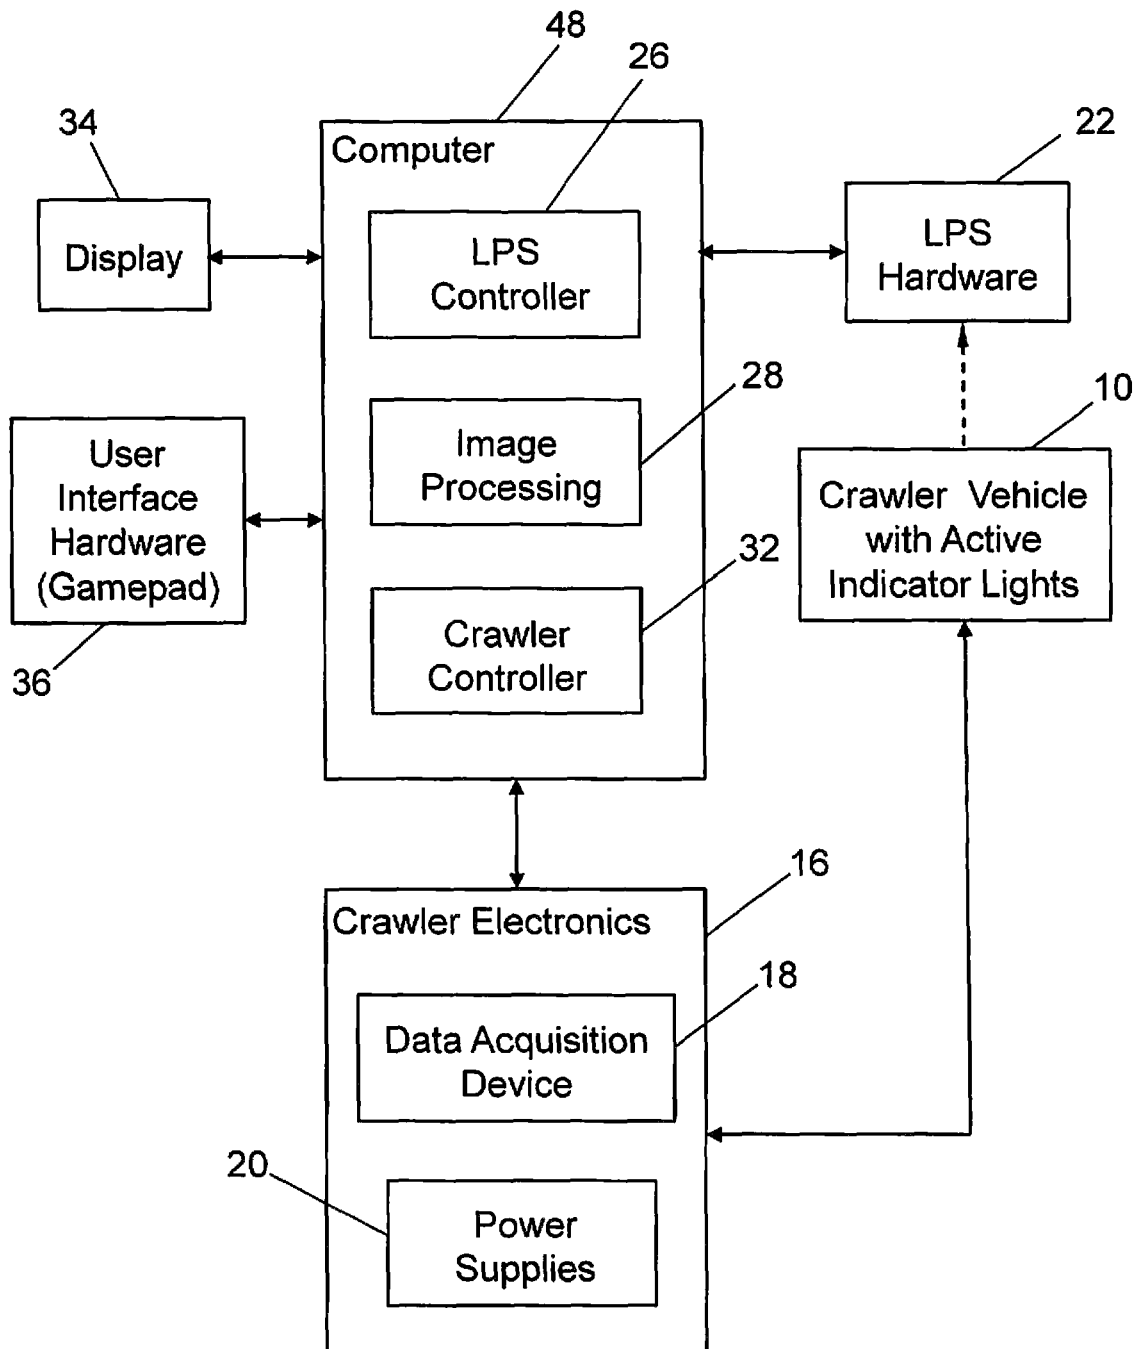 48
26
34
22
Computer
LPS
Controller
Display
LPS
Hardware
28
10
Image
Processing
User
Interface
Hardware
(Gamepad)
Crawler Vehicle
with Active
Indicator Lights
32
Crawler
Controller
36
16
Crawler Electronics
18
Data Acquisition
Device
20
Power
Supplies